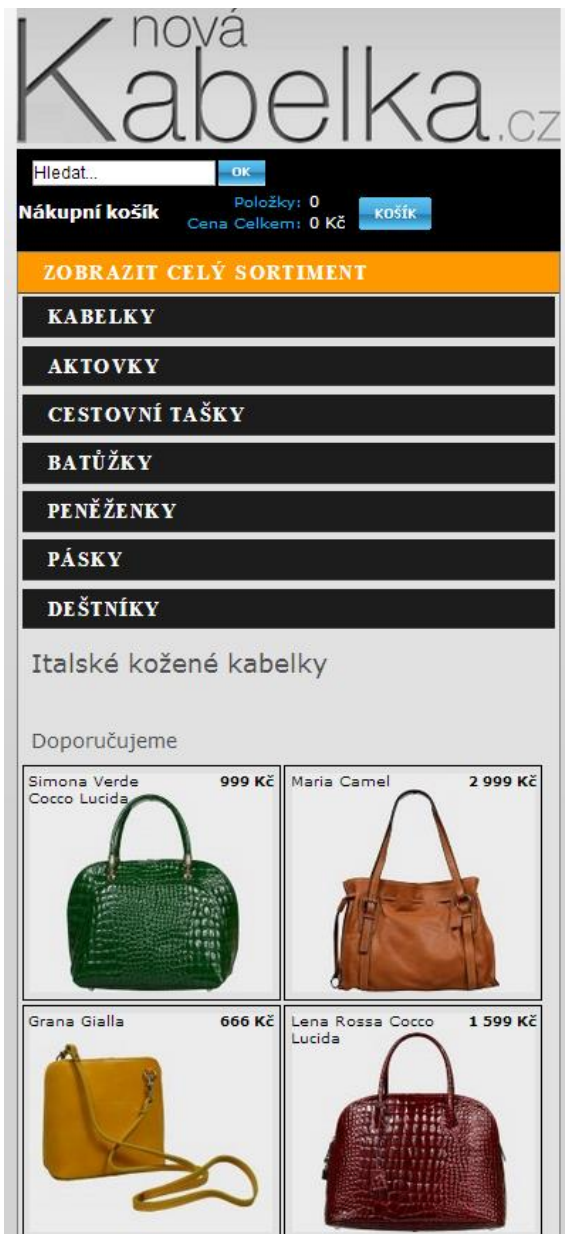 nová
Kabelka.cz
Hledat... OK
Nákupní košík Položky: 0
Cena Celkem: 0 Kč KOŠÍK
ZOBRAZIT CELÝ SORTIMENT
KABELKY
AKTOVKY
CESTOVNÍ TAŠKY
BATŮŽKY
PENĚŽENKY
PÁSKY
DEŠTNÍKY
Italské kožené kabelky
Doporučujeme
Simona Verde 999 Kč
Cocco Lucida
Maria Camel 2 999 Kč
Grana Gialla 666 Kč
Lena Rossa Cocco 1 599 Kč
Lucida